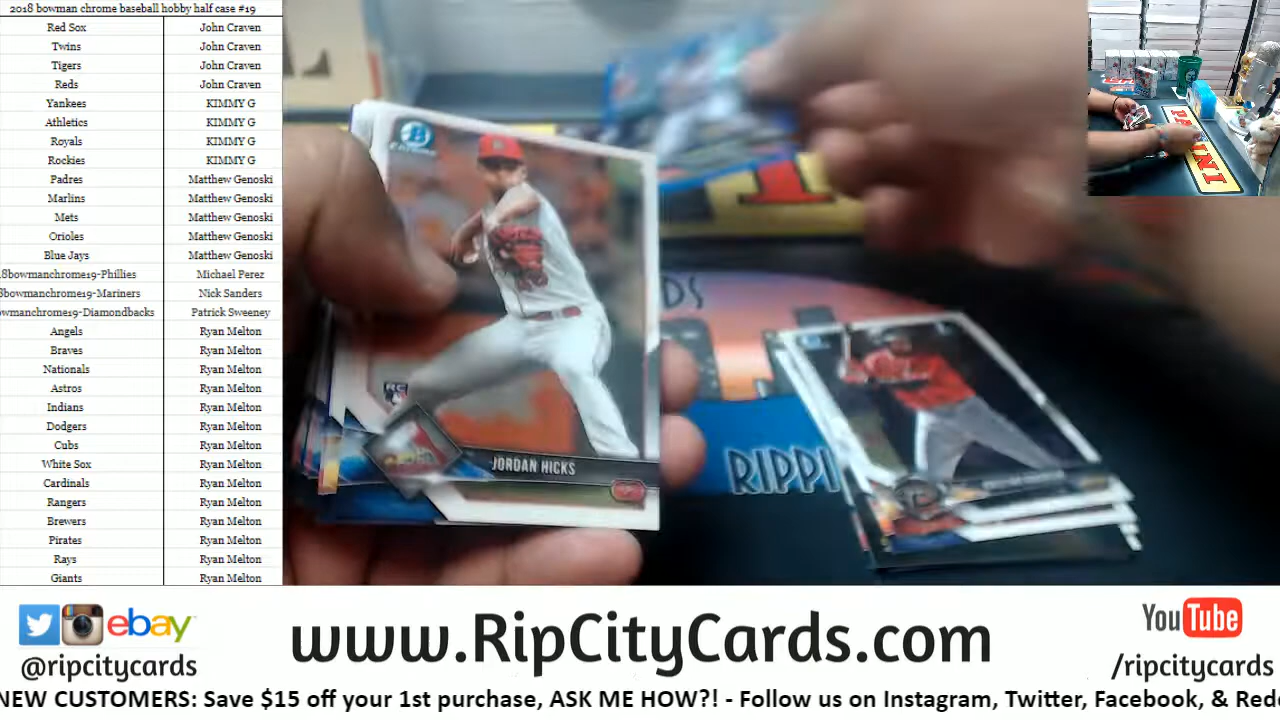 2018 bowman chrome baseball hobby half case #19
Red Sox John Craven
Twins John Craven
Tigers John Craven
Reds John Craven
Yankees KIMMY G
Athletics KIMMY G
Royals KIMMY G
Rockies KIMMY G
Padres Matthew Genoski
Marlins Matthew Genoski
Mets Matthew Genoski
Orioles Matthew Genoski
Blue Jays Matthew Genoski
8bowmanchrome19-Phillies Michael Perez
8bowmanchrome19-Mariners Nick Sanders
owmanchrome19-Diamondbacks Patrick Sweeney
Angels Ryan Melton
Braves Ryan Melton
Nationals Ryan Melton
Astros Ryan Melton
Indians Ryan Melton
Dodgers Ryan Melton
Cubs Ryan Melton
White Sox Ryan Melton
Cardinals Ryan Melton
Rangers Ryan Melton
Brewers Ryan Melton
Pirates Ryan Melton
Rays Ryan Melton
Giants Ryan Melton
B
RC
JORDAN HICKS
DS
RIPPI
PANINI
ebay
@ripcitycards
www.RipCityCards.com
YouTube
/ripcitycards
NEW CUSTOMERS: Save $15 off your 1st purchase, ASK ME HOW?! - Follow us on Instagram, Twitter, Facebook, & Redd